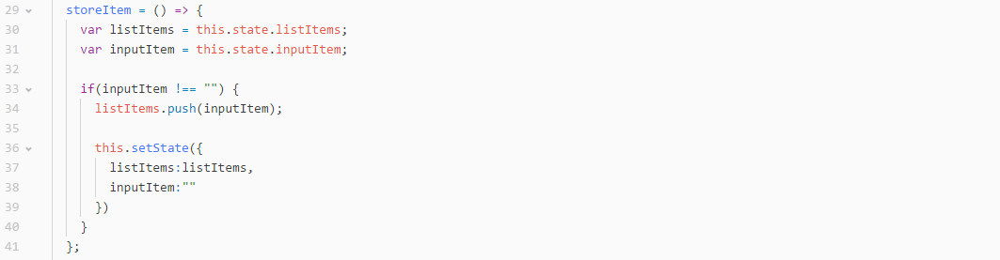 29 storeItem = () => {
30 var listItems = this.state.listItems;
31 var inputItem = this.state.inputItem;
32
33 if(inputItem !== "") {
34 listItems.push(inputItem);
35
36 this.setState({
37 listItems:listItems,
38 inputItem:""
39 })
40 }
41 };